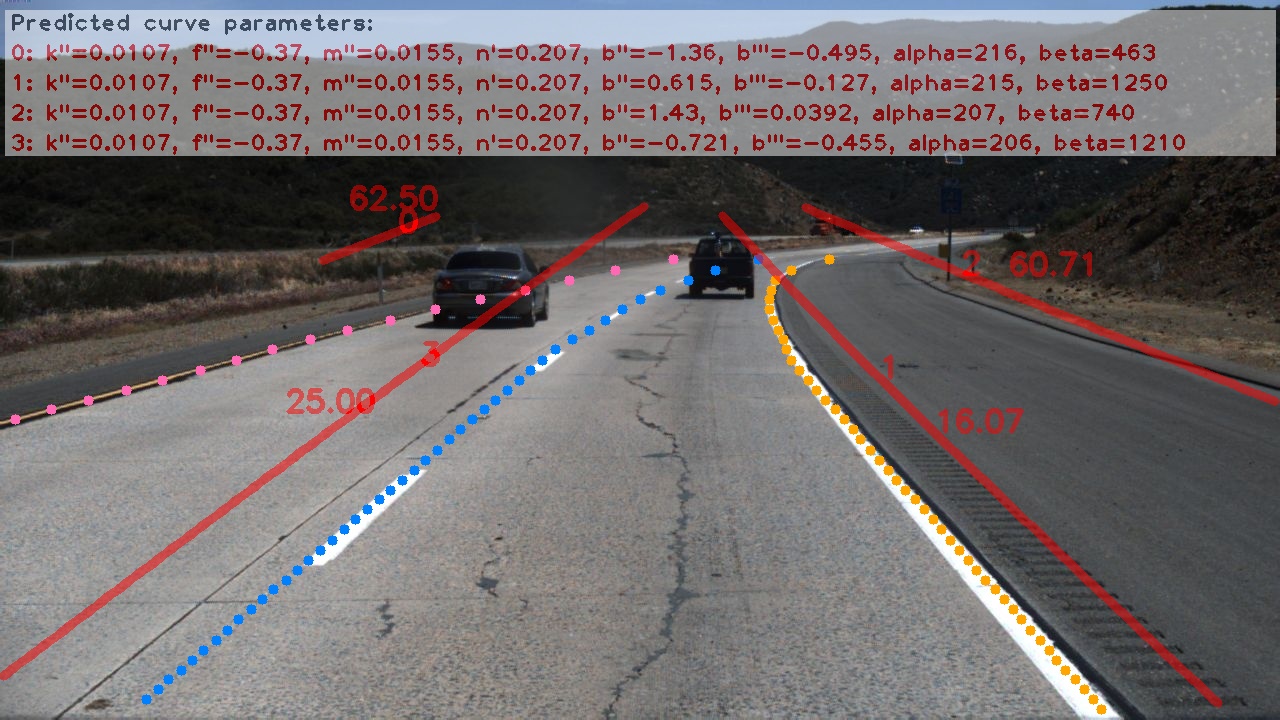 Predicted curve parameters:
0: k"=0.0107, f"=−0.37, m"=0.0155, n'=0.207, b"=−1.36, b'''=−0.495, alpha=216, beta=463
1: k"=0.0107, f"=−0.37, m"=0.0155, n'=0.207, b"=0.615, b'''=−0.127, alpha=215, beta=1250
2: k"=0.0107, f"=−0.37, m"=0.0155, n'=0.207, b"=1.43, b'''=0.0392, alpha=207, beta=740
3: k"=0.0107, f"=−0.37, m"=0.0155, n'=0.207, b"=−0.721, b'''=−0.455, alpha=206, beta=1210
62.50
0
2 60.71
3
1
25.00
16.07